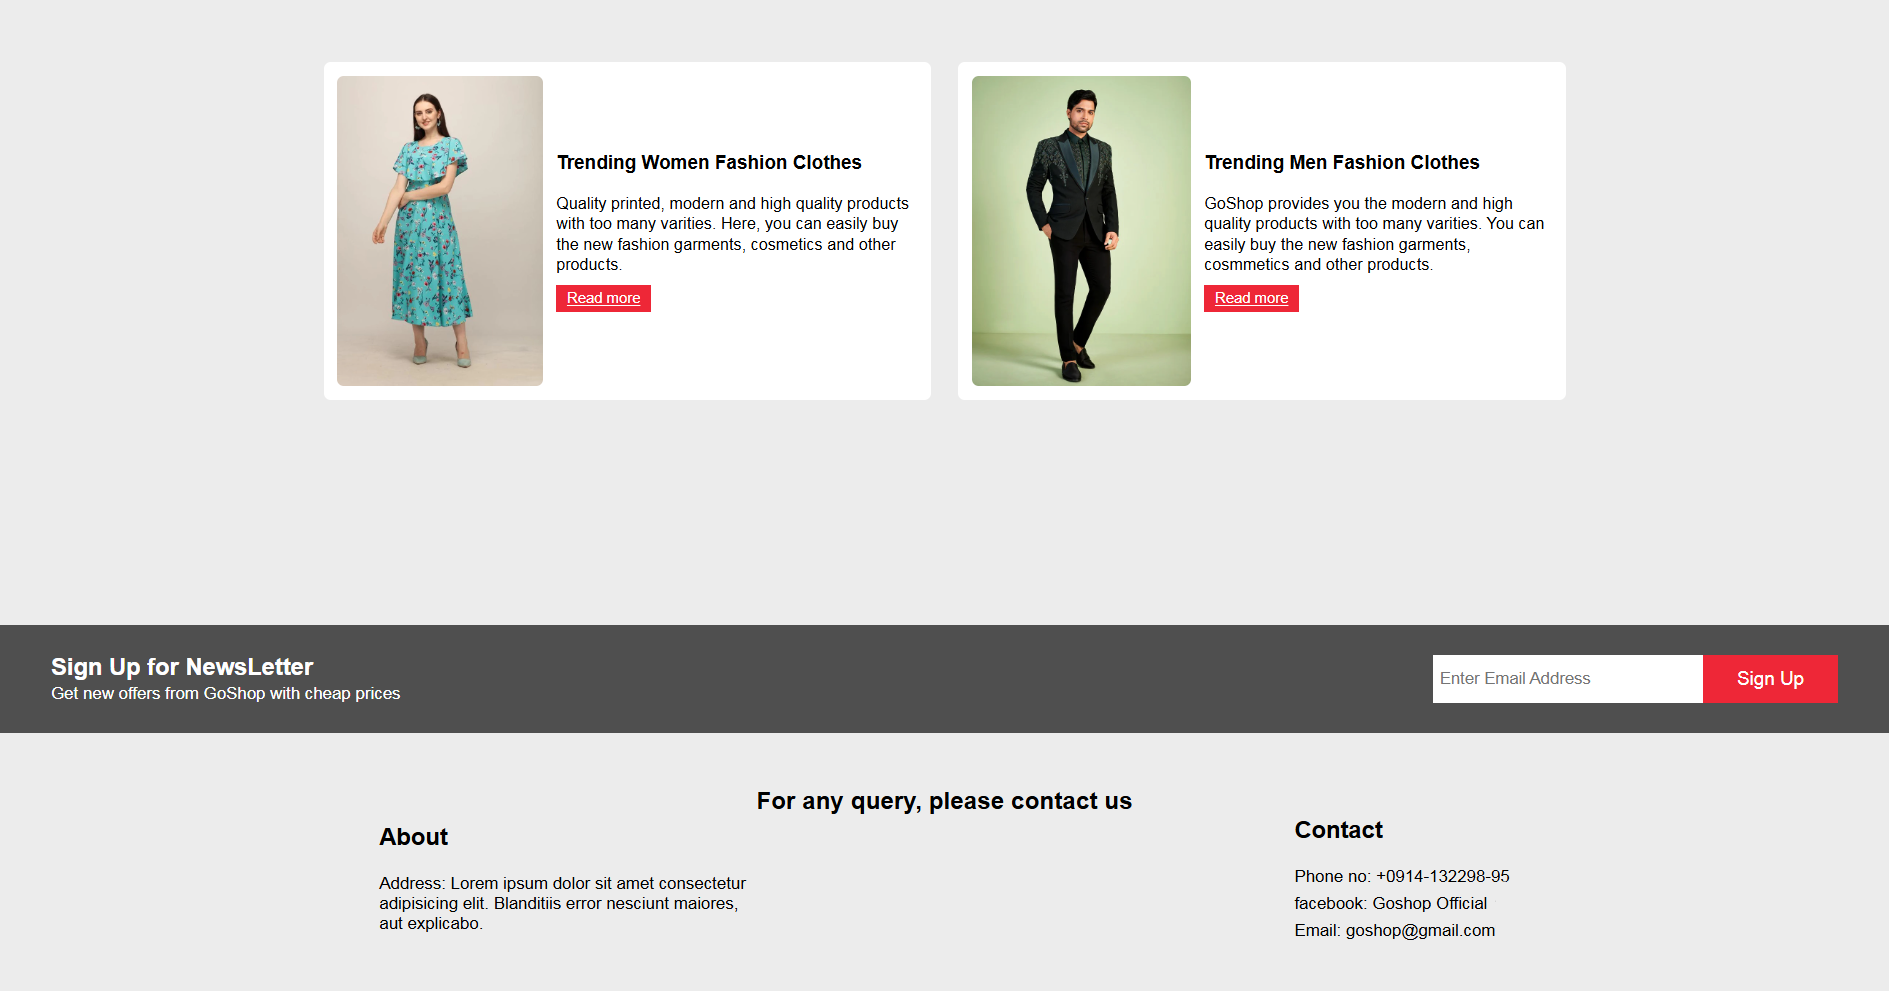 Trending Women Fashion Clothes
Quality printed, modern and high quality products
with too many varities. Here, you can easily buy
the new fashion garments, cosmetics and other
products.
Read more
Trending Men Fashion Clothes
GoShop provides you the modern and high
quality products with too many varities. You can
easily buy the new fashion garments,
cosmmetics and other products.
Read more
Sign Up for NewsLetter
Get new offers from GoShop with cheap prices
Enter Email Address
Sign Up
For any query, please contact us
About
Address: Lorem ipsum dolor sit amet consectetur
adipisicing elit. Blanditiis error nesciunt maiores,
aut explicabo.
Contact
Phone no: +0914-132298-95
facebook: Goshop Official
Email: goshop@gmail.com